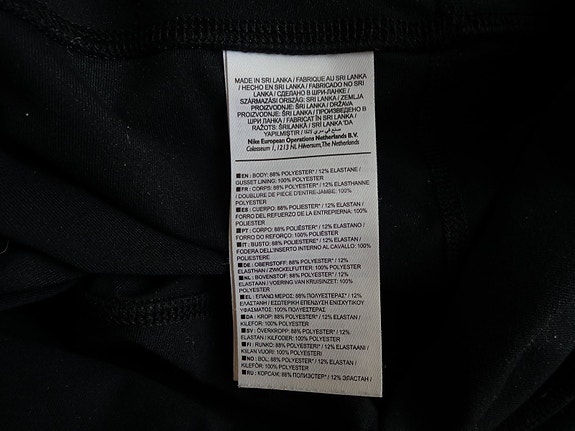 MADE IN SRI LANKA / FABRIQUE AU SRI LANKA
/ HECHO EN SRI LANKA / FABRICADO NO SRI
LANKA / СДЕЛАНО В ШРИ-ЛАНКЕ /
SZÁRMAZÁSI ORSZÁG: SRI LANKA / ZEMLJA
PROIZVODNJE: ŠRI LANKA / DRŽAVA
PROIZVODNJE: ŠRI LANKA / ПРОИЗВЕДЕНО В
ШРИ ЛАНКА / FABRICAT ÎN SRI LANKA /
RAŽOTS: ŠRILANKĀ / SRI LANKA 'DA
YAPILMIŞTIR /
Nike European Operations Netherlands B.V.
Colosseum 1, 1213 NL Hilversum, The Netherlands
■ EN : BODY: 88% POLYESTER* / 12% ELASTANE /
GUSSET LINING: 100% POLYESTER
■ FR : CORPS: 88% POLYESTER* / 12% ELASTHANNE
/ DOUBLURE DE PIECE D'ENTRE-JAMBE: 100%
POLYESTER
■ ES : CUERPO: 88% POLIÉSTER* / 12% ELASTANO /
FORRO DEL REFUERZO DE LA ENTREPIERNA: 100%
POLIÉSTER
■ PT : CORPO: 88% POLIÉSTER* / 12% ELASTANO /
FORRO DO REFORÇO: 100% POLIÉSTER
■ IT : BUSTO: 88% POLIESTERE* / 12% ELASTAN /
FODERA DELL'INSERTO INTERNO AL CAVALLO: 100%
POLIESTERE
■ DE : OBERSTOFF: 88% POLYESTER* / 12%
ELASTHAN / ZWICKELFUTTER: 100% POLYESTER
■ NL : BOVENSTOF: 88% POLYESTER* / 12%
ELASTAAN / VOERING VAN KRUISINZET: 100%
POLYESTER
■ EL : ΕΠΑΝΩ ΜΕΡΟΣ: 88% ΠΟΛΥΕΣΤΕΡΑΣ* / 12%
ΕΛΑΣΤΑΝΗ / ΕΣΩΤΕΡΙΚΗ ΕΠΕΝΔΥΣΗ ΕΝΙΣΧΥΤΙΚΟΥ
ΥΦΑΣΜΑΤΟΣ: 100% ΠΟΛΥΕΣΤΕΡΑΣ
■ DA : KROP: 88% POLYESTER* / 12% ELASTAN /
KILEFOR: 100% POLYESTER
■ SV : ÖVERKROPP: 88% POLYESTER* / 12%
ELASTAN / KILFODER: 100% POLYESTER
■ FI : RUNKO: 88% POLYESTERI* / 12% ELASTAANI /
KIILAN VUORI: 100% POLYESTERI
■ NO : BOL: 88% POLYESTER* / 12% ELASTAN /
KILEFÔR: 100% POLYESTER
■ RU : КОРСАЖ: 88% ПОЛИЭСТЕР* / 12% ЭЛАСТАН /